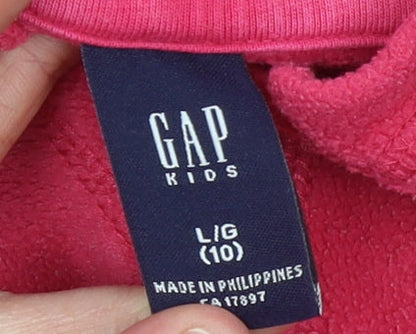 GAP
KIDS
L/G
(10)
MADE IN PHILIPPINES
CA 17897